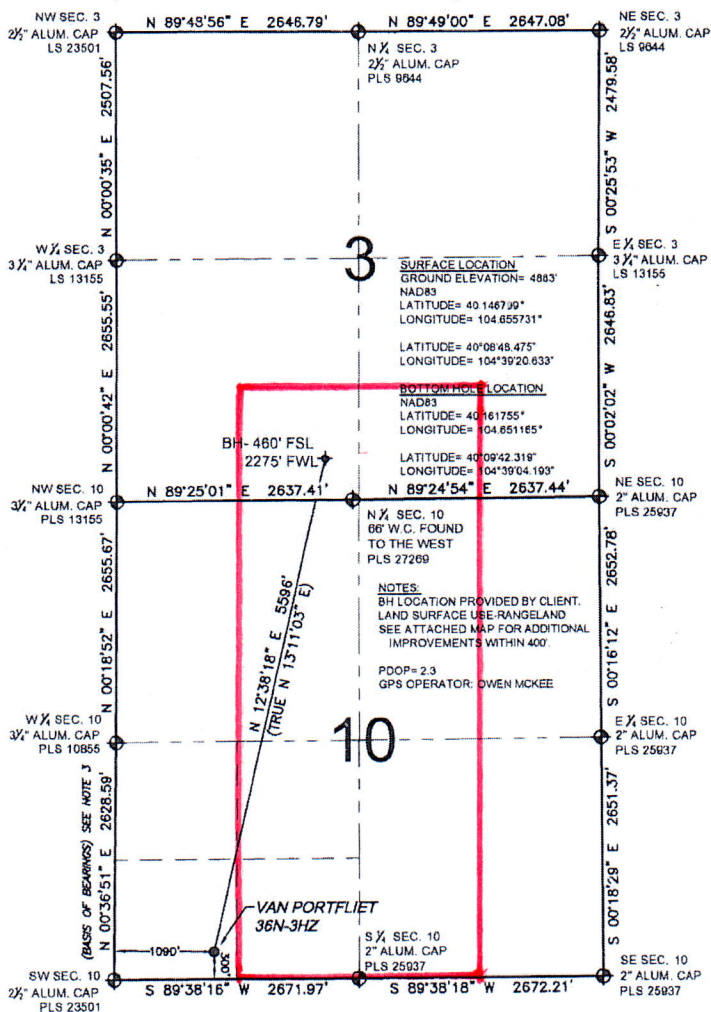 NW SEC. 3
2½" ALUM. CAP
LS 23501
N 89°48'56" E 2646.79'
N 89°49'00" E 2647.08'
NE SEC. 3
2½" ALUM. CAP
LS 9644
N ¼ SEC. 3
2½" ALUM. CAP
PLS 9644
N 00°00'35" E 2507.56'
S 00°25'53" W 2479.58'
W ¼ SEC. 3
3¼" ALUM. CAP
LS 13155
3
E ¼ SEC. 3
3¼" ALUM. CAP
LS 13155
SURFACE LOCATION
GROUND ELEVATION= 4883'
NAD83
LATITUDE= 40.146799°
LONGITUDE= 104.655731°
LATITUDE= 40°08'48.475"
LONGITUDE= 104°39'20.633"
BOTTOM HOLE LOCATION
NAD83
LATITUDE= 40.161755°
LONGITUDE= 104.651165°
LATITUDE= 40°09'42.319"
LONGITUDE= 104°39'04.193"
N 00°00'42" E 2655.55'
S 00°02'02" W 2646.83'
BH- 460' FSL
2275' FWL
NW SEC. 10
3¼" ALUM. CAP
PLS 13155
N 89°25'01" E 2637.41'
N 89°24'54" E 2637.44'
NE SEC. 10
2" ALUM. CAP
PLS 25937
N ¼ SEC. 10
66' W.C. FOUND
TO THE WEST
PLS 27269
NOTES:
BH LOCATION PROVIDED BY CLIENT.
LAND SURFACE USE-RANGELAND
SEE ATTACHED MAP FOR ADDITIONAL
IMPROVEMENTS WITHIN 400'.
PDOP= 2.3
GPS OPERATOR: OWEN MCKEE
N 00°18'52" E 2655.67'
N 12°38'18" E 5596'
(TRUE N 13°11'03" E)
S 00°16'12" E 2652.78'
W ¼ SEC. 10
3¼" ALUM. CAP
PLS 10855
10
E ¼ SEC. 10
2" ALUM. CAP
PLS 25937
(BASIS OF BEARINGS) SEE NOTE 3
N 00°36'51" E 2628.59'
S 00°18'29" E 2651.37'
VAN PORTFLIET
36N-3HZ
1090'
300'
S ¼ SEC. 10
2" ALUM. CAP
PLS 25937
SW SEC. 10
2½" ALUM. CAP
PLS 23501
S 89°38'16" W 2671.97'
S 89°38'18" W 2672.21'
SE SEC. 10
2" ALUM. CAP
PLS 25937